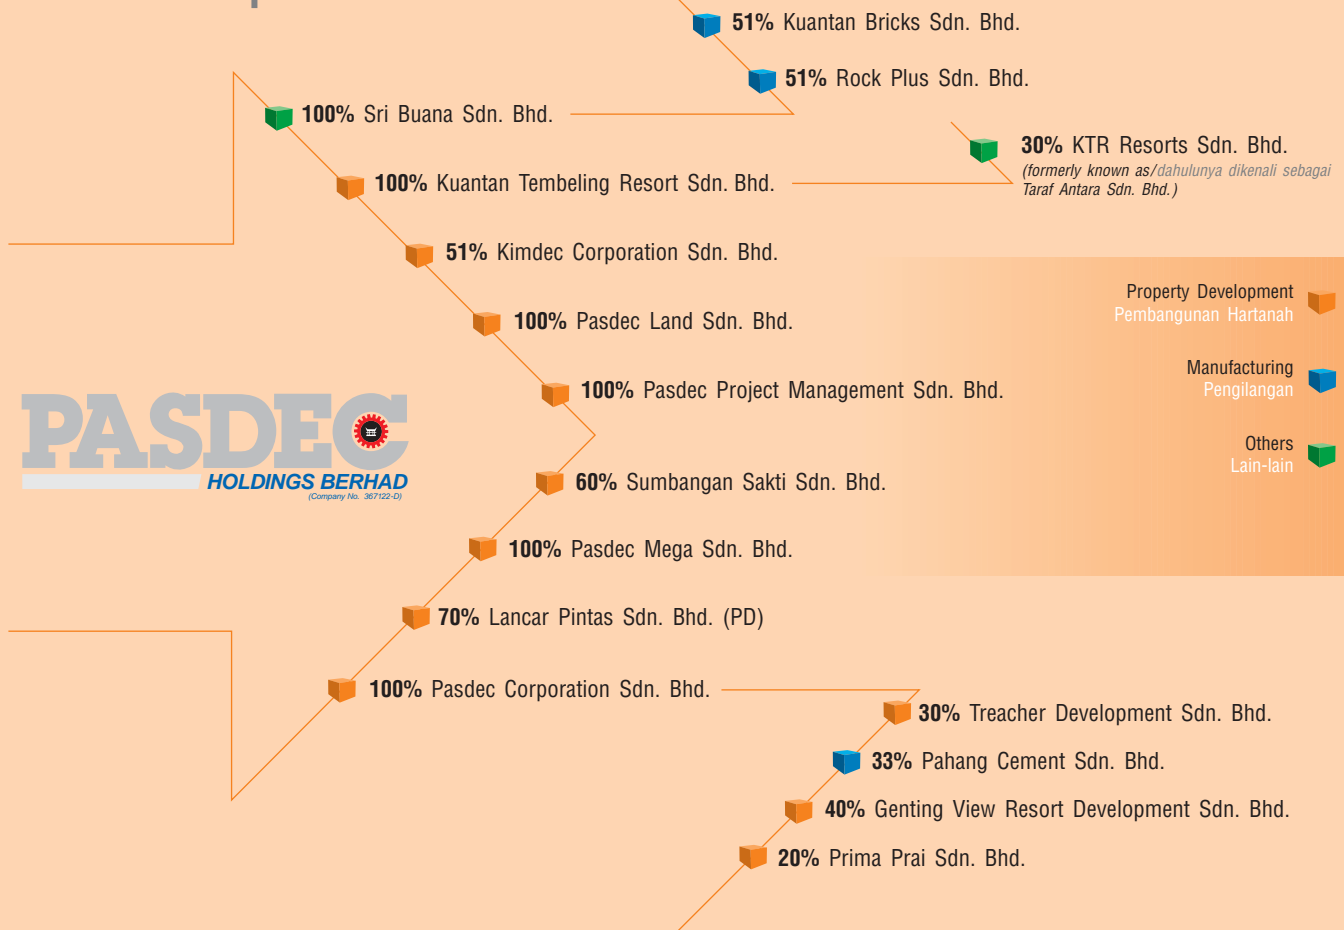 51% Kuantan Bricks Sdn. Bhd.
51% Rock Plus Sdn. Bhd.
100% Sri Buana Sdn. Bhd.
30% KTR Resorts Sdn. Bhd.
(formerly known as/dahulunya dikenali sebagai
Taraf Antara Sdn. Bhd.)
100% Kuantan Tembeling Resort Sdn. Bhd.
51% Kimdec Corporation Sdn. Bhd.
Property Development
Pembangunan Hartanah
100% Pasdec Land Sdn. Bhd.
Manufacturing
Pengilangan
100% Pasdec Project Management Sdn. Bhd.
Others
Lain-lain
PASDEC
HOLDINGS BERHAD
(Company No. 367122-D)
60% Sumbangan Sakti Sdn. Bhd.
100% Pasdec Mega Sdn. Bhd.
70% Lancar Pintas Sdn. Bhd. (PD)
100% Pasdec Corporation Sdn. Bhd.
30% Treacher Development Sdn. Bhd.
33% Pahang Cement Sdn. Bhd.
40% Genting View Resort Development Sdn. Bhd.
20% Prima Prai Sdn. Bhd.